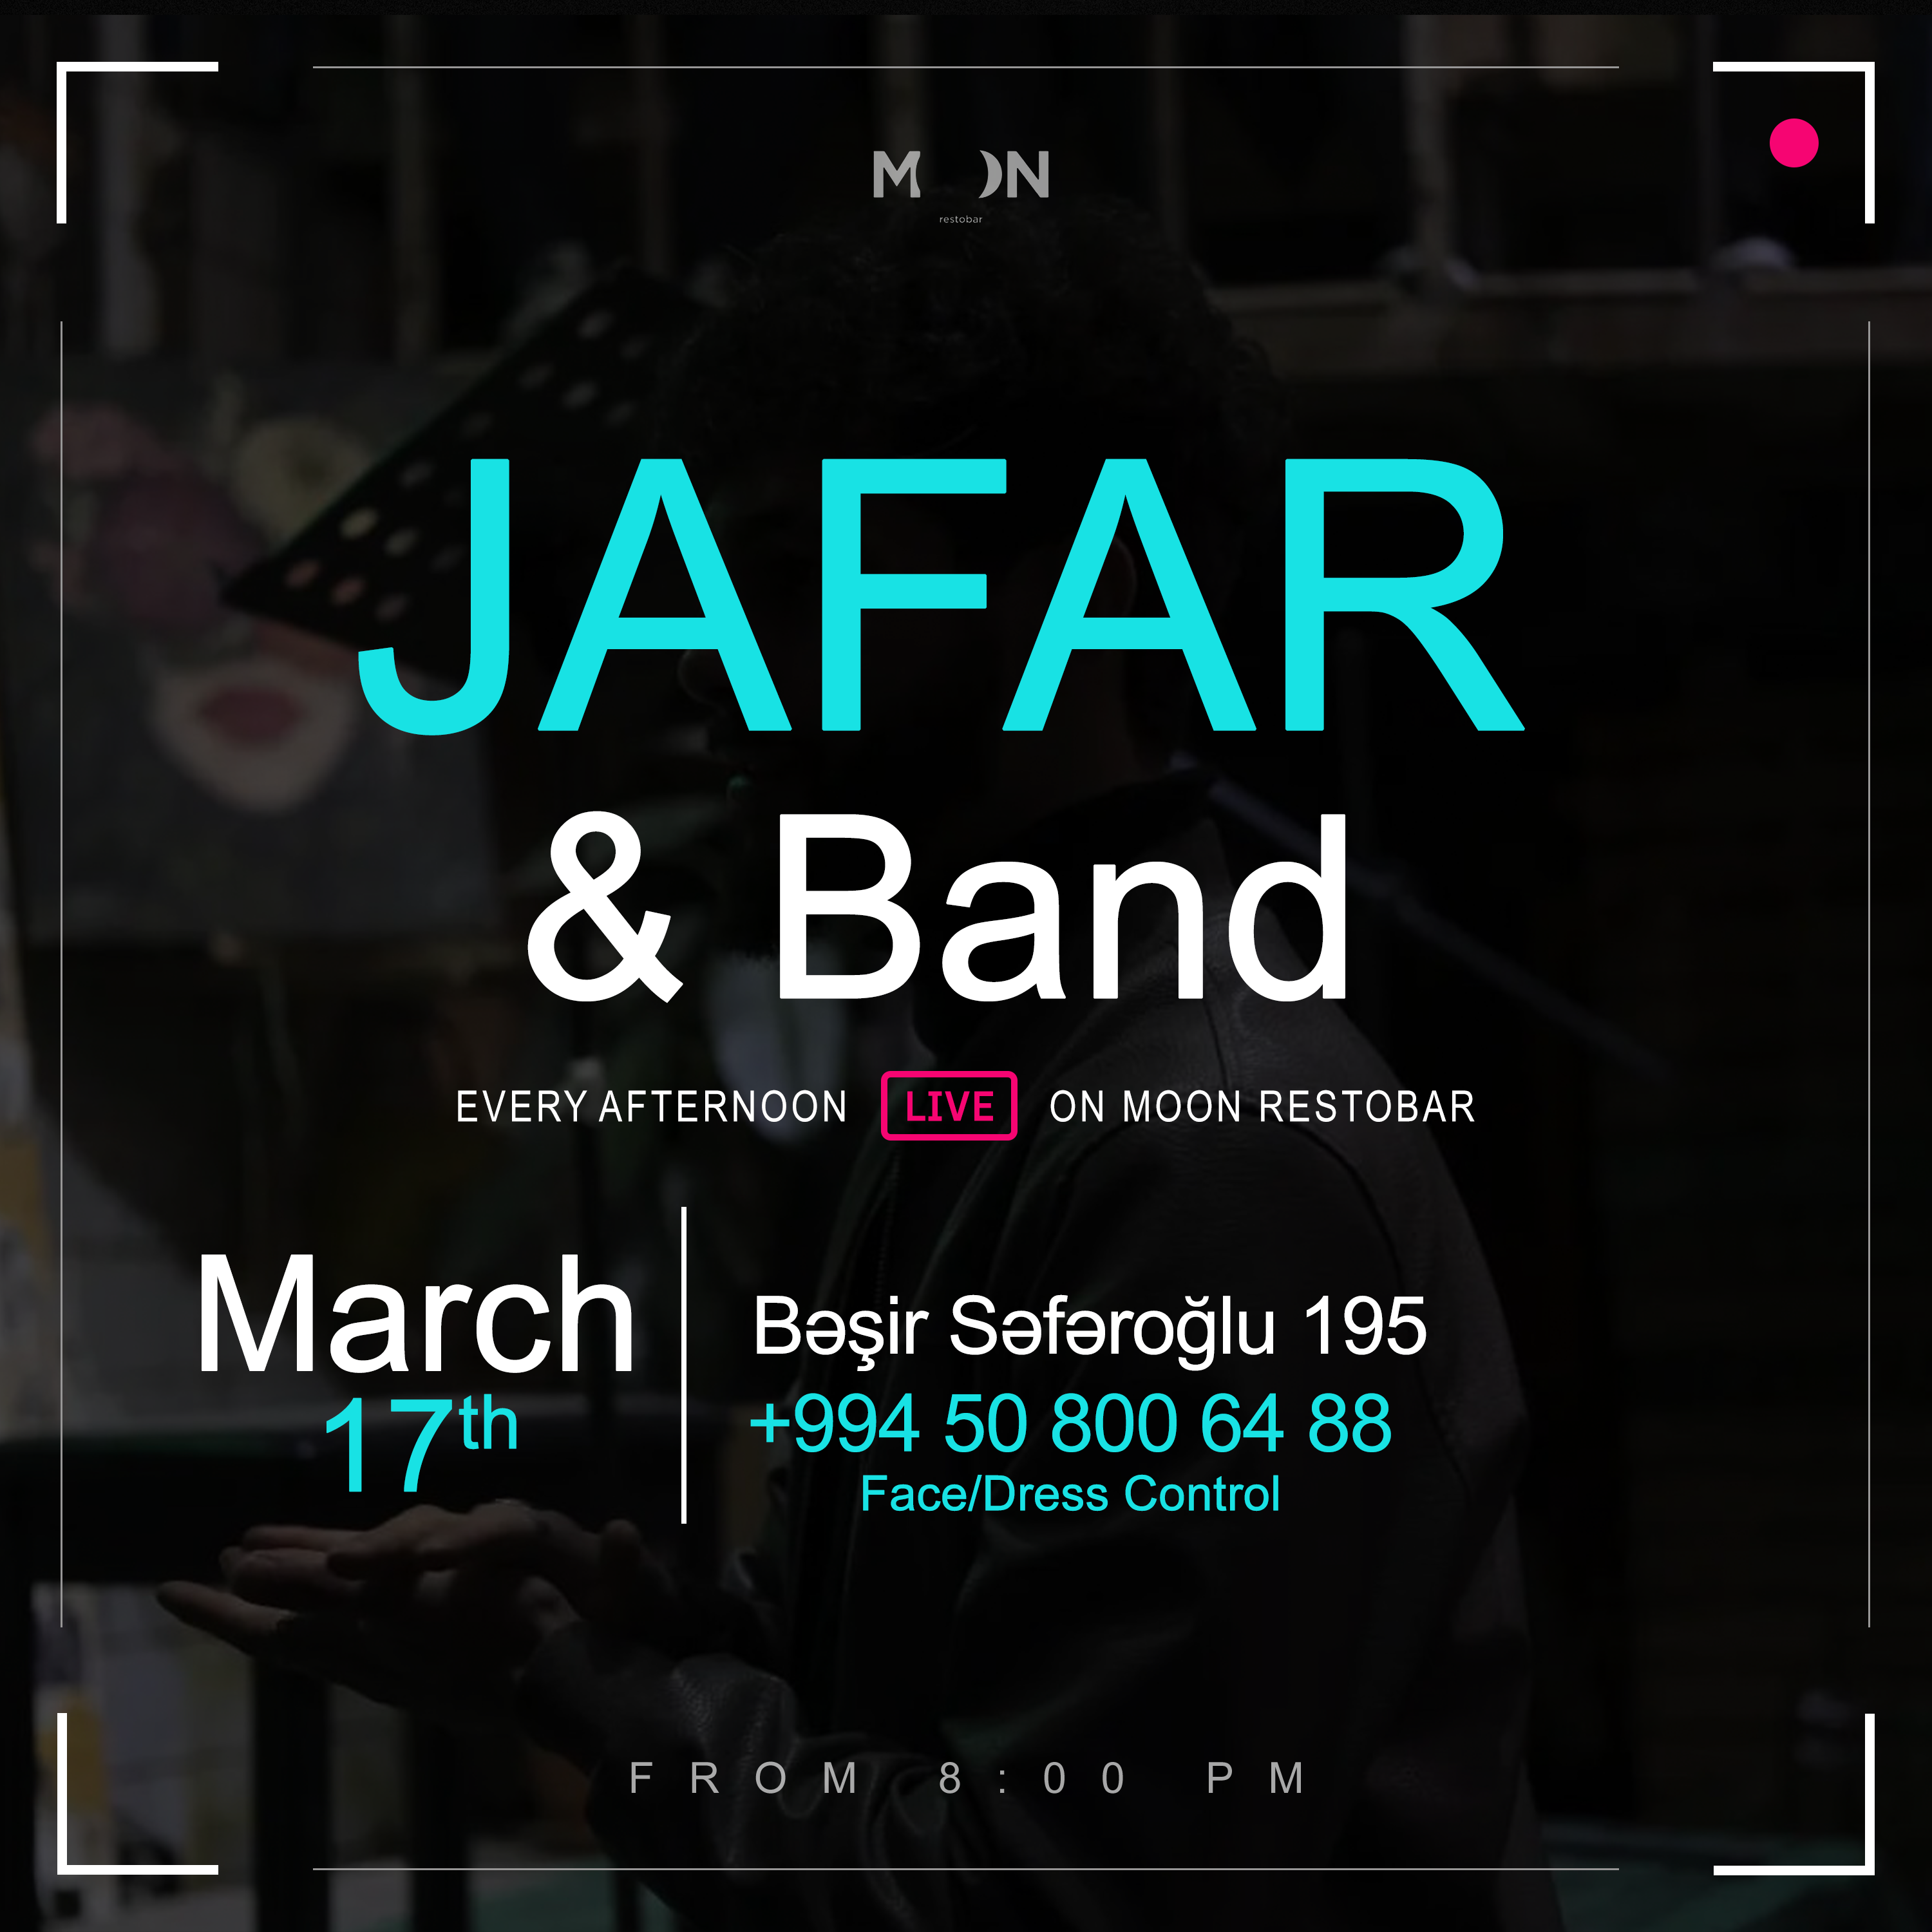 MOON
restobar
JAFAR
& Band
EVERY AFTERNOON LIVE ON MOON RESTOBAR
March
17th
Bəşir Səfəroğlu 195
+994 50 800 64 88
Face/Dress Control
FROM 8:00 PM